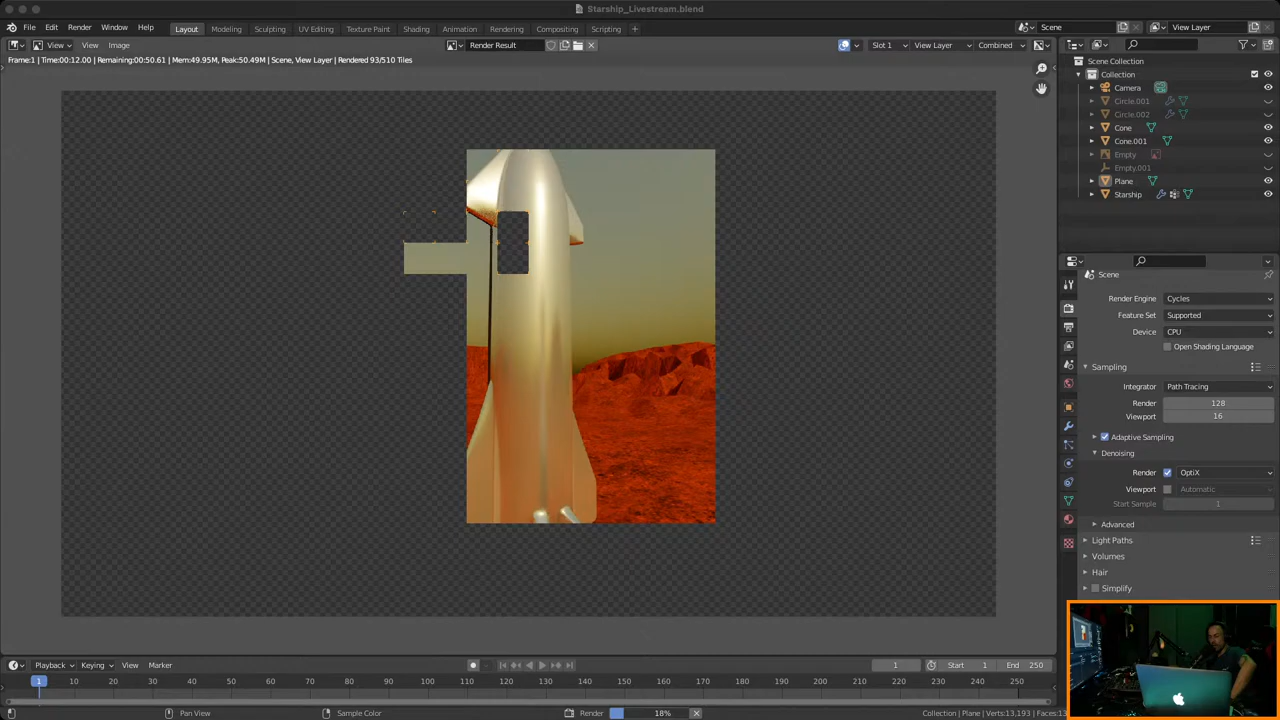 Starship_Livestream.blend
File Edit Render Window Help Layout Modeling Sculpting UV Editing Texture Paint Shading Animation Rendering Compositing Scripting + Scene View Layer
View View Image Render Result Slot 1 View Layer Combined
Frame:1 | Time:00:12.00 | Remaining:00:50.61 | Mem:49.95M, Peak:50.49M | Scene, View Layer | Rendered 93/510 Tiles
Scene Collection
Collection
Camera
Circle.001
Circle.002
Cone
Cone.001
Empty
Empty.001
Plane
Starship
Scene
Render Engine Cycles
Feature Set Supported
Device CPU
Open Shading Language
Sampling
Integrator Path Tracing
Render 128
Viewport 16
Adaptive Sampling
Denoising
Render OptiX
Viewport Automatic
Start Sample 1
Advanced
Light Paths
Volumes
Hair
Simplify
Playback Keying View Marker 1 Start 1 End 250
1 10 20 30 40 50 60 70 80 90 100 110 120 130 140 150 160 170 180 190 200 210 220 230 240 250
Pan View Sample Color Render 18% Collection | Plane | Verts:13,193 | Faces:13